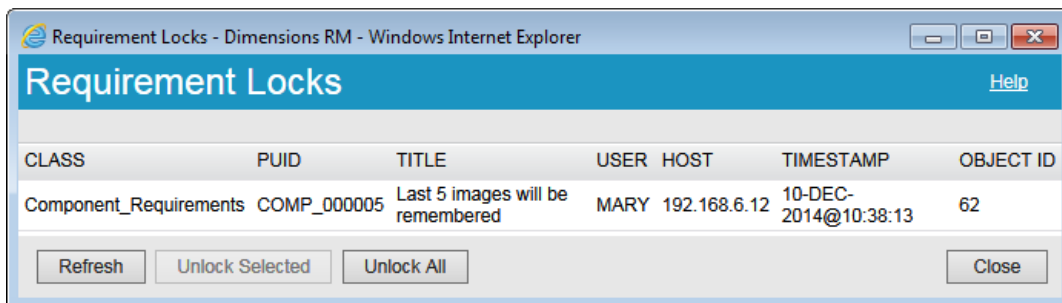 Requirement Locks - Dimensions RM - Windows Internet Explorer
Requirement Locks
Help
CLASS PUID TITLE USER HOST TIMESTAMP OBJECT ID
Component_Requirements COMP_000005 Last 5 images will be remembered MARY 192.168.6.12 10-DEC-2014@10:38:13 62
Refresh Unlock Selected Unlock All Close